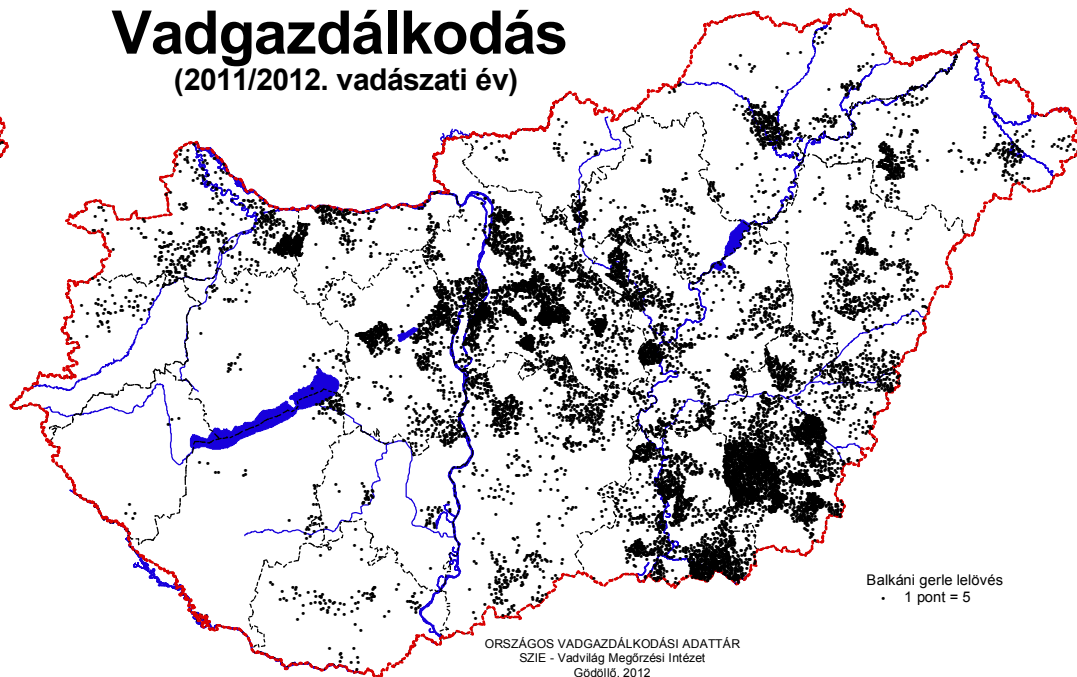 Vadgazdálkodás
(2011/2012. vadászati év)
Balkáni gerle lelövés
1 pont = 5
ORSZÁGOS VADGAZDÁLKODÁSI ADATTÁR
SZIE - Vadvilág Megőrzési Intézet
Gödöllő, 2012